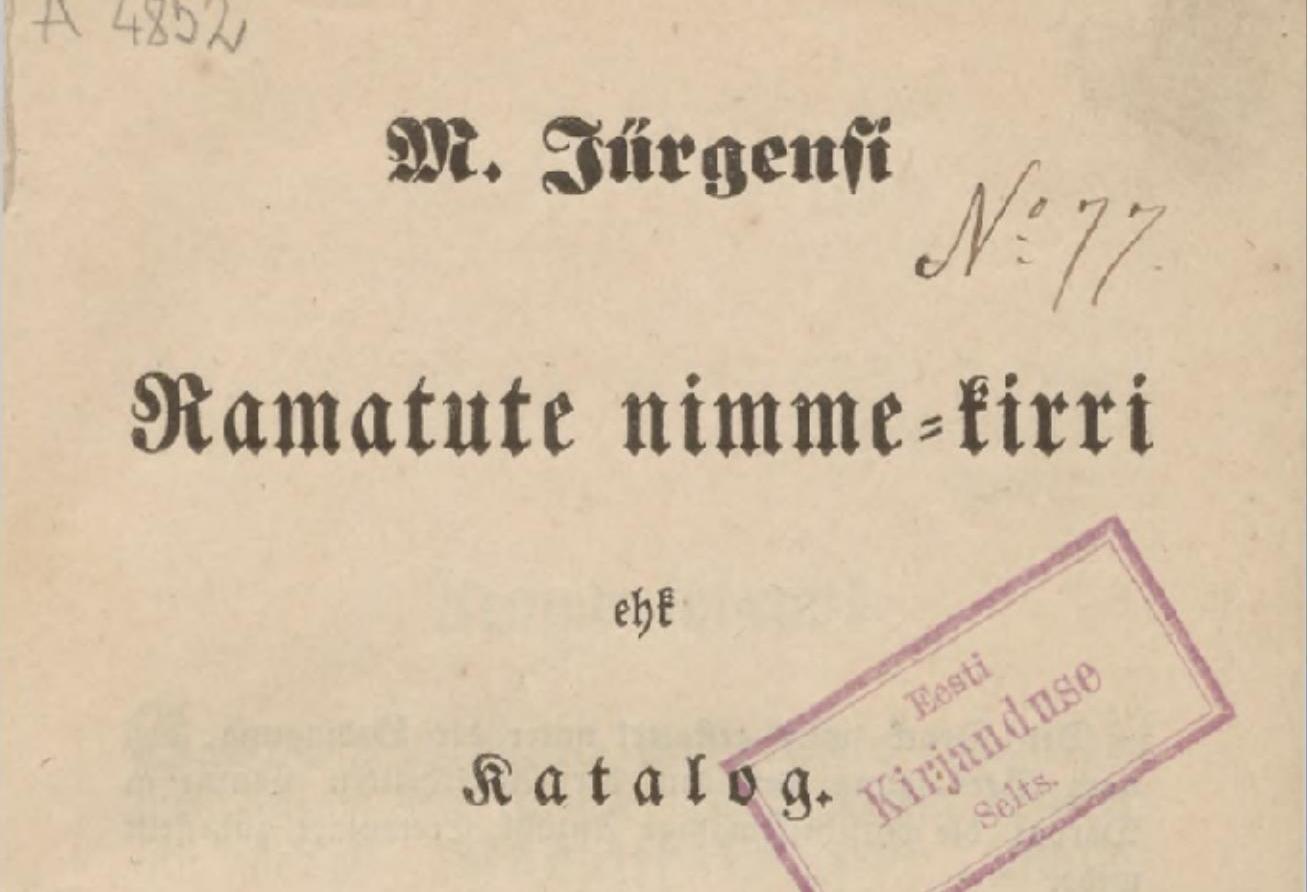 A 4852
M. Jürgensi
No 77.
Ramatute nimme-kirri
ehk
Katalog.
Eesti
Kirjanduse
Selts.